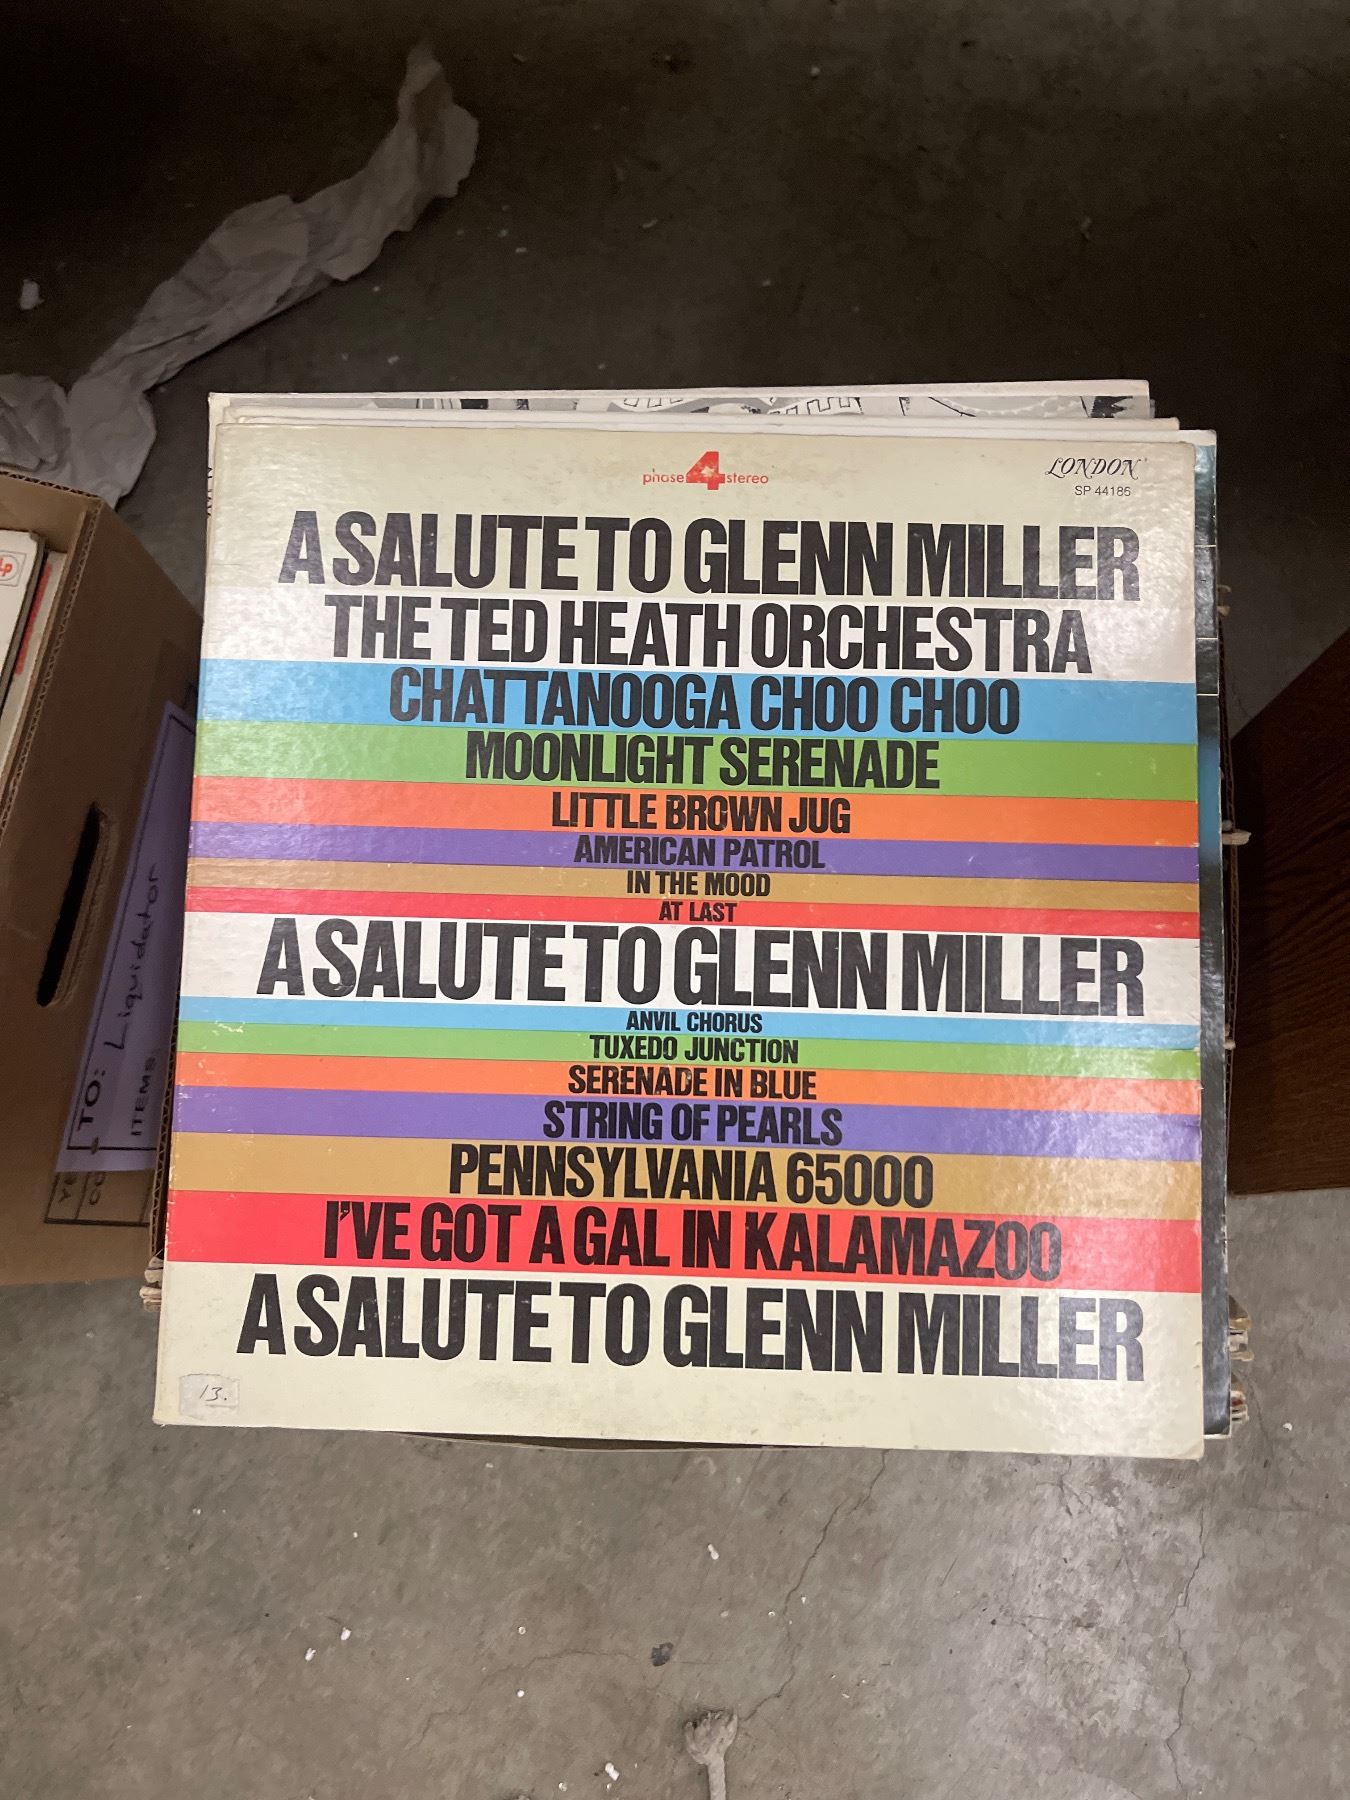 phase 4 stereo
LONDON
SP 44186
A SALUTE TO GLENN MILLER
THE TED HEATH ORCHESTRA
CHATTANOOGA CHOO CHOO
MOONLIGHT SERENADE
LITTLE BROWN JUG
AMERICAN PATROL
IN THE MOOD
AT LAST
A SALUTE TO GLENN MILLER
ANVIL CHORUS
TUXEDO JUNCTION
SERENADE IN BLUE
STRING OF PEARLS
PENNSYLVANIA 65000
I'VE GOT A GAL IN KALAMAZOO
A SALUTE TO GLENN MILLER
13.
LP
TO: Liquidator
ITEMS